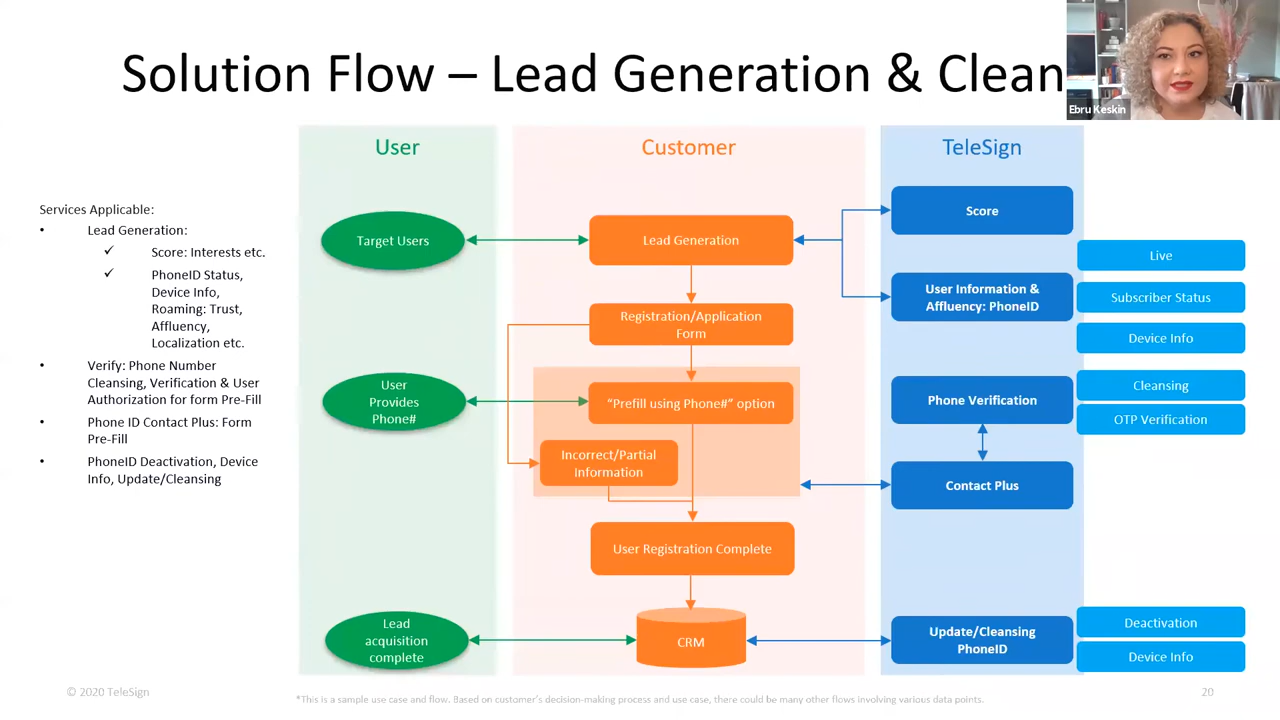 Solution Flow – Lead Generation & Clean
Ebru Keskin
User
Customer
TeleSign
Services Applicable:
• Lead Generation:
✓ Score: Interests etc.
✓ PhoneID Status,
Device Info,
Roaming: Trust,
Affluency,
Localization etc.
• Verify: Phone Number
Cleansing, Verification & User
Authorization for form Pre-Fill
• Phone ID Contact Plus: Form
Pre-Fill
• PhoneID Deactivation, Device
Info, Update/Cleansing
Target Users
User
Provides
Phone#
Lead
acquisition
complete
Lead Generation
Registration/Application
Form
“Prefill using Phone#” option
Incorrect/Partial
Information
User Registration Complete
CRM
Score
User Information &
Affluency: PhoneID
Phone Verification
Contact Plus
Update/Cleansing
PhoneID
Live
Subscriber Status
Device Info
Cleansing
OTP Verification
Deactivation
Device Info
© 2020 TeleSign
*This is a sample use case and flow. Based on customer's decision-making process and use case, there could be many other flows involving various data points.
20